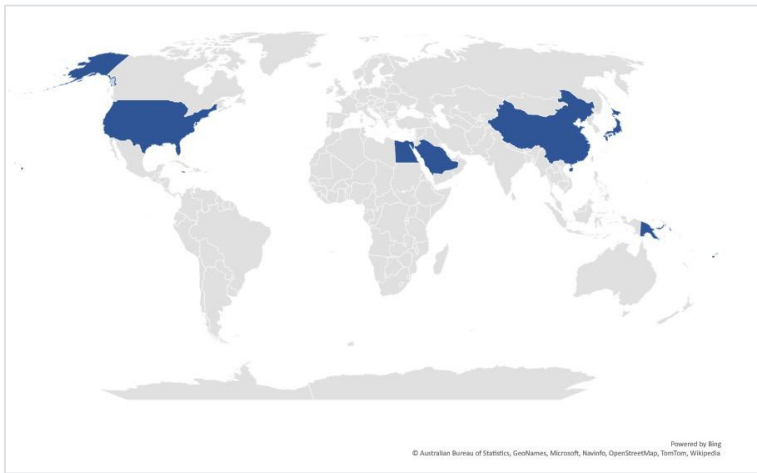 Powered by Bing
© Australian Bureau of Statistics, GeoNames, Microsoft, Navinfo, OpenStreetMap, TomTom, Wikipedia